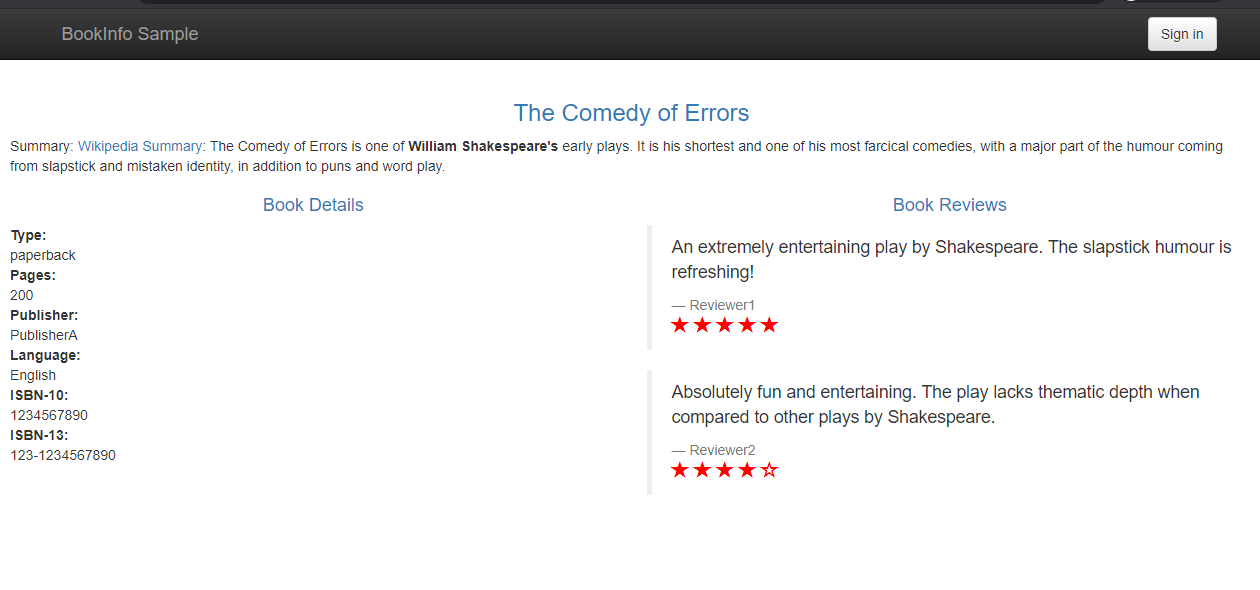 BookInfo Sample
Sign in
The Comedy of Errors
Summary: Wikipedia Summary: The Comedy of Errors is one of William Shakespeare's early plays. It is his shortest and one of his most farcical comedies, with a major part of the humour coming
from slapstick and mistaken identity, in addition to puns and word play.
Book Details
Type:
paperback
Pages:
200
Publisher:
PublisherA
Language:
English
ISBN-10:
1234567890
ISBN-13:
123-1234567890
Book Reviews
An extremely entertaining play by Shakespeare. The slapstick humour is
refreshing!
— Reviewer1
Absolutely fun and entertaining. The play lacks thematic depth when
compared to other plays by Shakespeare.
— Reviewer2